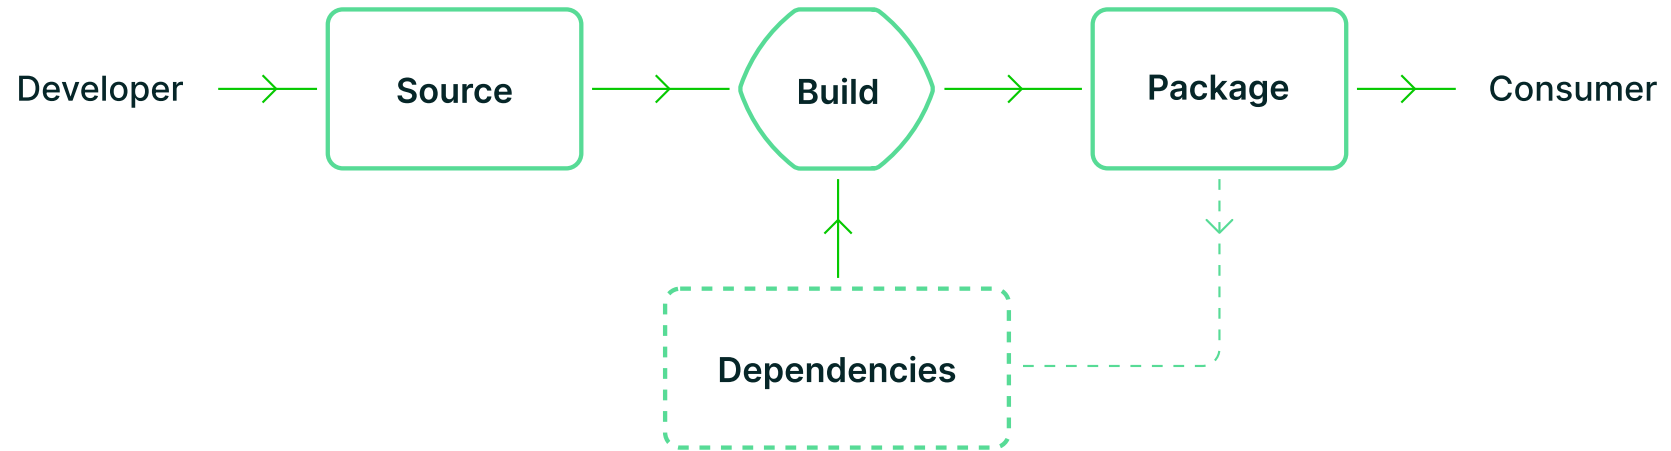 Developer
Source
Build
Package
Consumer
Dependencies